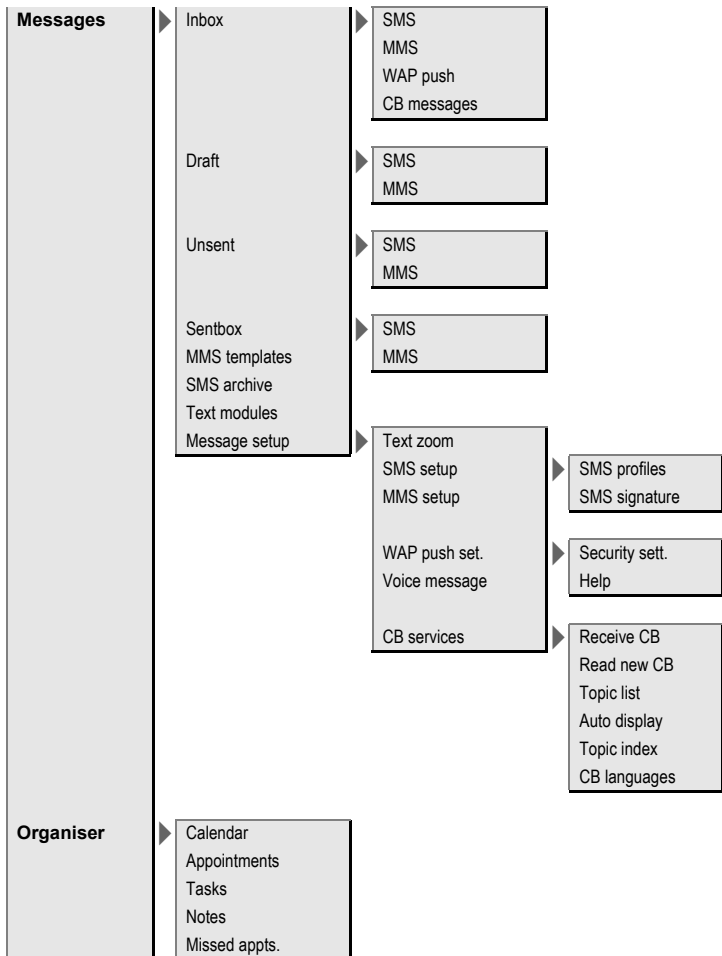 Messages
Inbox
SMS
MMS
WAP push
CB messages
Draft
SMS
MMS
Unsent
SMS
MMS
Sentbox
SMS
MMS templates
MMS
SMS archive
Text modules
Message setup
Text zoom
SMS setup
SMS profiles
MMS setup
SMS signature
WAP push set.
Security sett.
Voice message
Help
CB services
Receive CB
Read new CB
Topic list
Auto display
Topic index
CB languages
Organiser
Calendar
Appointments
Tasks
Notes
Missed appts.